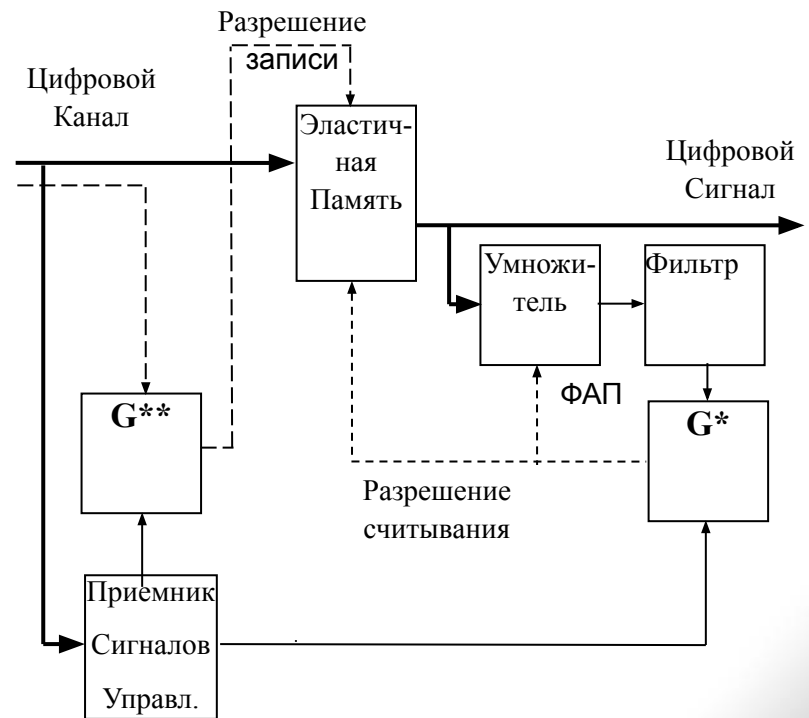 Разрешение
записи
Цифровой
Канал
Эластич-
ная
Память
Цифровой
Сигнал
Умножи-
тель
Фильтр
ФАП
G**
G*
Разрешение
считывания
Приемник
Сигналов
Управл.